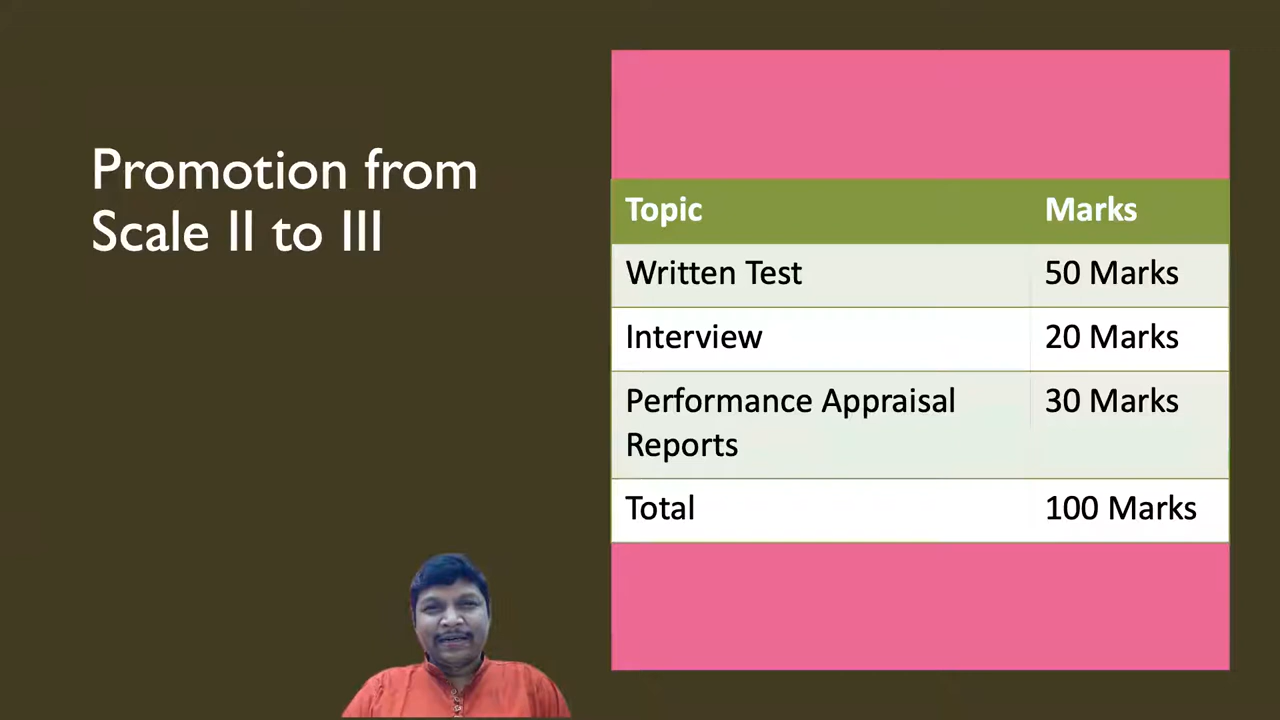 Promotion from
Scale II to III
Topic Marks
Written Test 50 Marks
Interview 20 Marks
Performance Appraisal 30 Marks
Reports
Total 100 Marks